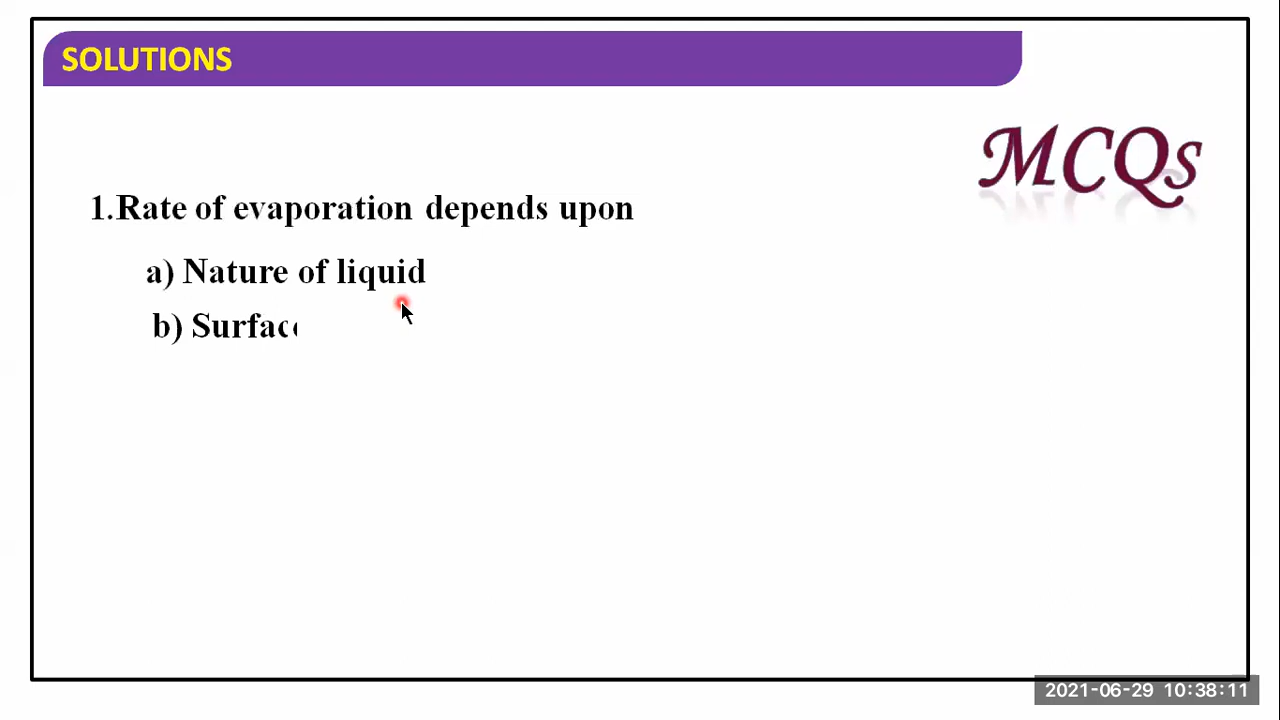 SOLUTIONS
MCQs
1.Rate of evaporation depends upon
a) Nature of liquid
b) Surfac
2021-06-29 10:38:11